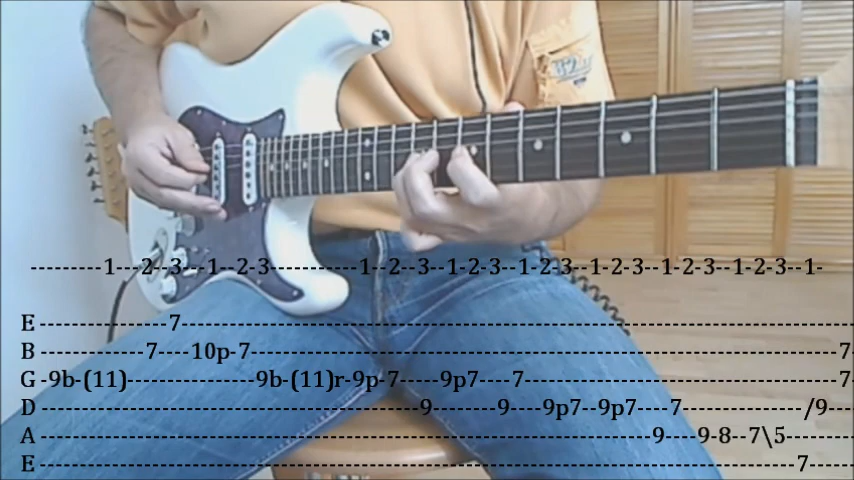 ----------1---2--3---1--2-3------------1--2--3--1-2-3--1-2-3--1-2-3--1-2-3--1-2-3--1-
E --------------7--------------------------------------------------------------------
B -----------7----10p-7-----------------------------------------------------------7-
G -9b-(11)--------------9b-(11)r-9p-7----9p7----7---------------------------------7-
D ------------------------------------9------9---9p7--9p7----7------------/9---
A -----------------------------------------------------------9---9-8--7\5-------
E -----------------------------------------------------------------------7-----